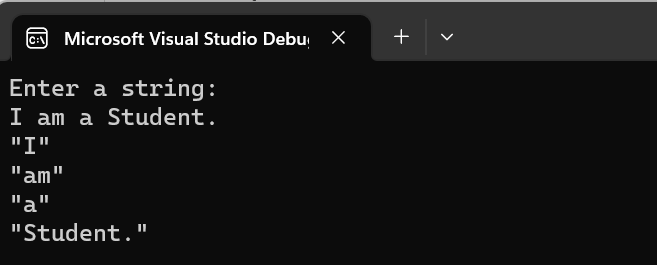 Microsoft Visual Studio Debu
Enter a string:
I am a Student.
"I"
"am"
"a"
"Student."